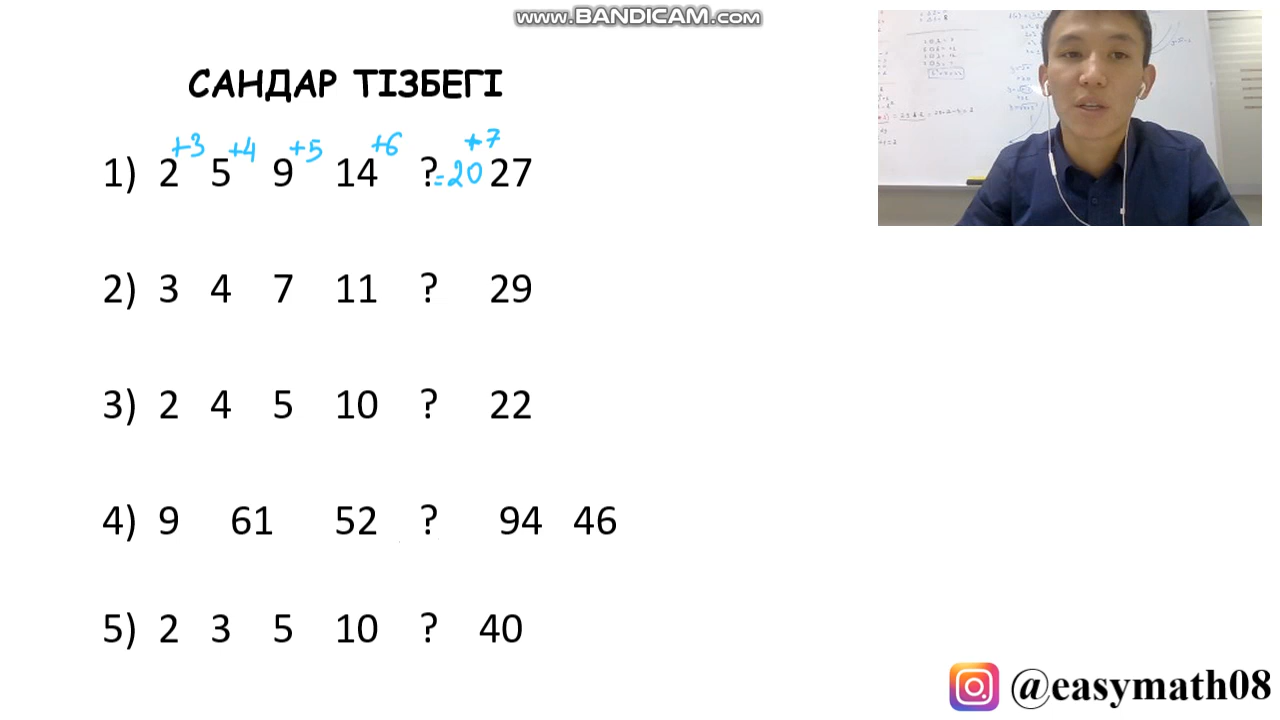 www.BANDICAM.com
САНДАР ТІЗБЕГІ
+3 +4 +5 +6 +7
1) 2 5 9 14 ? =20 27
2) 3 4 7 11 ? 29
3) 2 4 5 10 ? 22
4) 9 61 52 ? 94 46
5) 2 3 5 10 ? 40
@easymath08